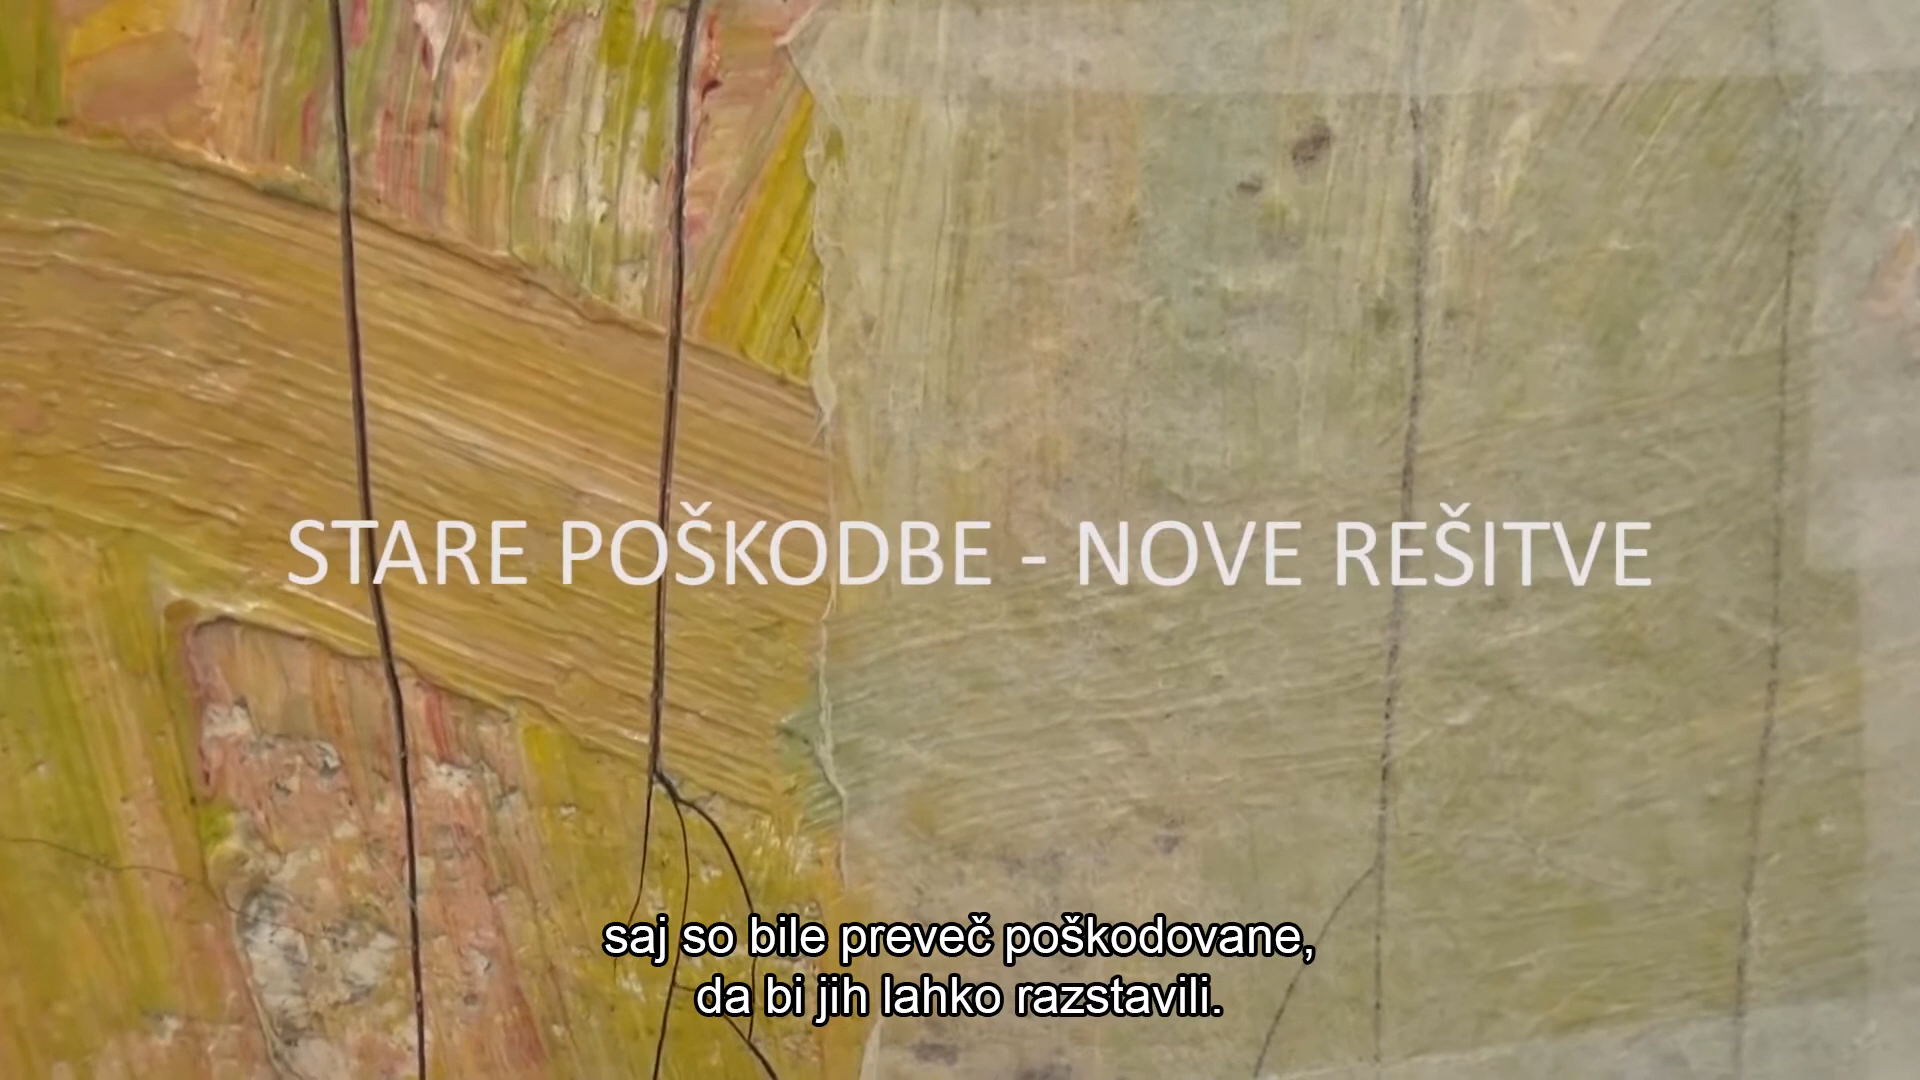 STARE POŠKODBE - NOVE REŠITVE
saj so bile preveč poškodovane,
da bi jih lahko razstavili.